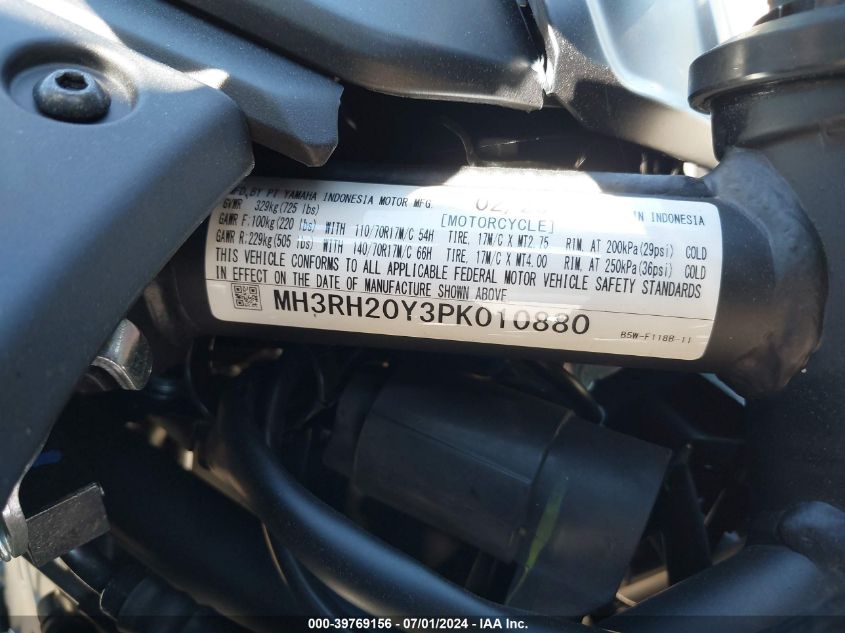 MFD. BY PT YAMAHA INDONESIA MOTOR MFG. IN INDONESIA
GVWR 329kg(725 lbs) [MOTORCYCLE]
GAWR F:100kg(220 lbs) WITH 110/70R17M/C 54H TIRE, 17M/C X MT2.75 RIM, AT 200kPa(29psi) COLD
GAWR R:229kg(505 lbs) WITH 140/70R17M/C 66H TIRE, 17M/C X MT4.00 RIM, AT 250kPa(36psi) COLD
THIS VEHICLE CONFORMS TO ALL APPLICABLE FEDERAL MOTOR VEHICLE SAFETY STANDARDS
IN EFFECT ON THE DATE OF MANUFACTURE SHOWN ABOVE
MH3RH20Y3PK010880
B5W-F118B-11
000-39769156 - 07/01/2024 - IAA Inc.